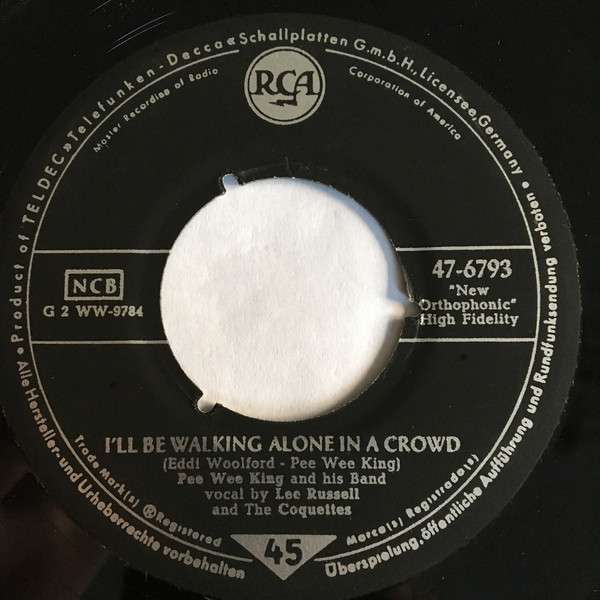 • Product of TELDEC »Telefunken - Decca« Schallplatten G.m.b.H., Licensee, Germany •
Master Recording of Radio Corporation of America
RCA
NCB
G2 WW-9784
47-6793
"New
Orthophonic"
High Fidelity
I'LL BE WALKING ALONE IN A CROWD
(Eddi Woolford - Pee Wee King)
Pee Wee King and his Band
vocal by Lee Russell
and The Coquettes
Trade Mark(s) ®Registered
Marca(s) Registrada(s)
45
Alle Hersteller- und Urheberrechte vorbehalten
Überspielung, öffentliche Aufführung und Rundfunksendung verboten